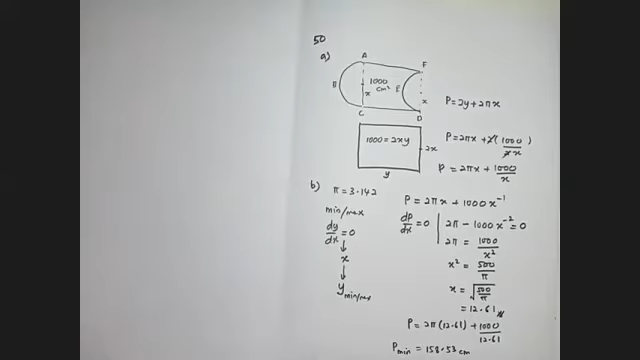 50
a)
A
F
B
1000
cm²
E
x
x
C
D
P = 2y + 2πx
1000 = 2xy
2x
y
P = 2πx + 2(1000/2x)
P = 2πx + 1000/x
b) π = 3.142
min/max
dy/dx = 0
x
y min/max
P = 2πx + 1000x⁻¹
dP/dx = 0 | 2π - 1000x⁻² = 0
2π = 1000/x²
x² = 500/π
x = √(500/π)
= 12.61
P = 2π(12.61) + 1000/12.61
Pmin = 158.53 cm